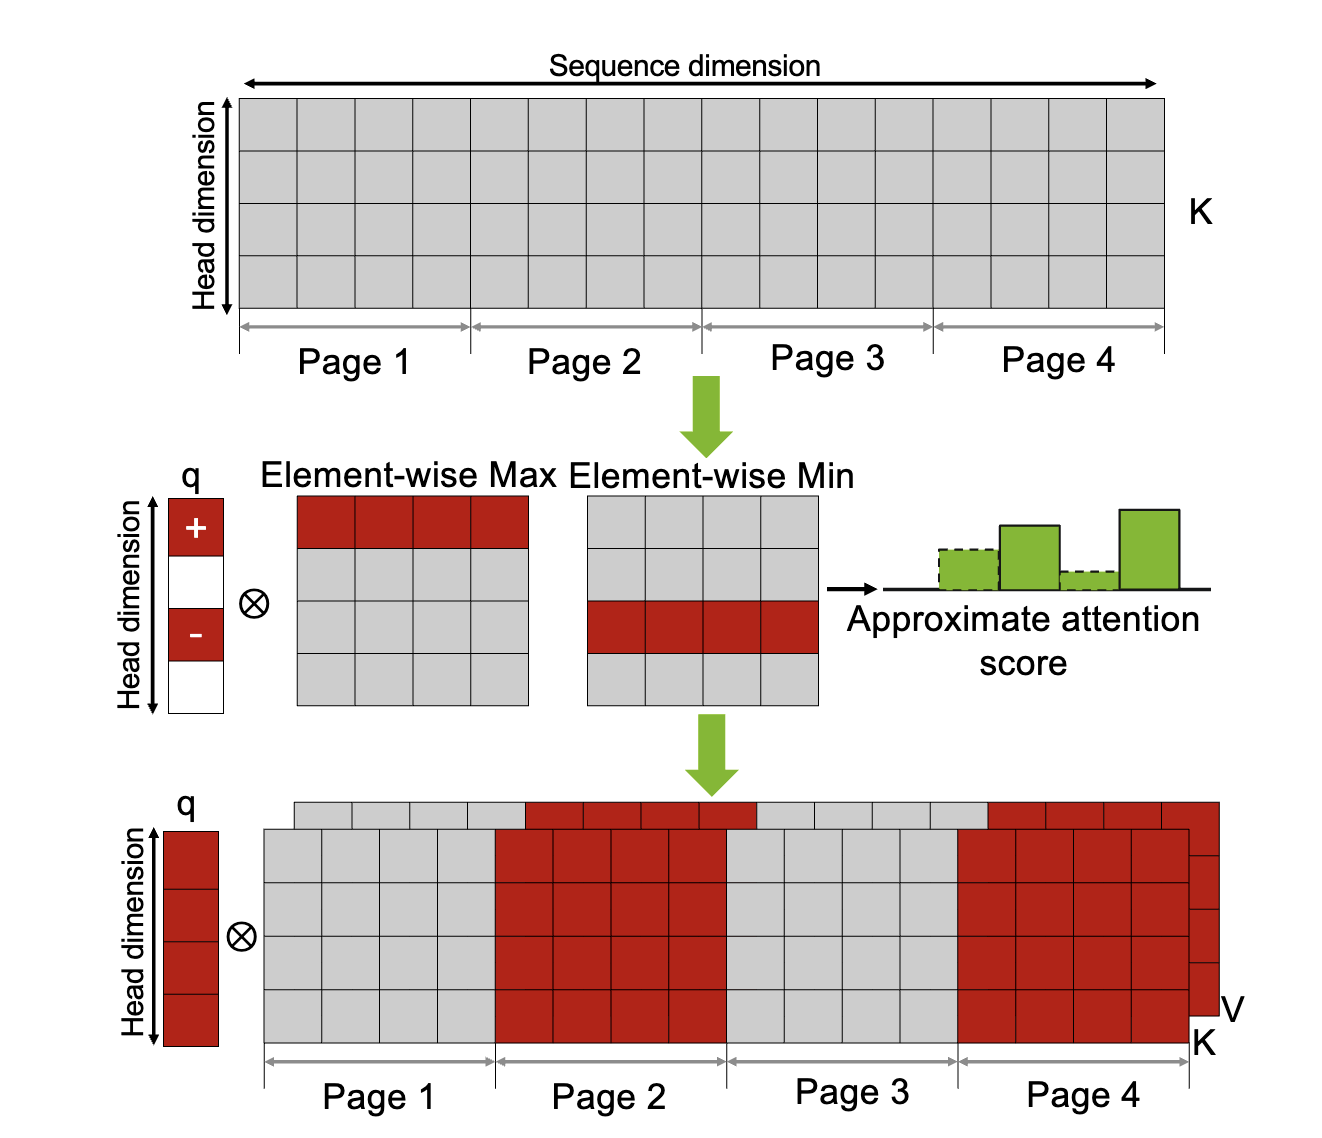 Sequence dimension
Head dimension
K
Page 1
Page 2
Page 3
Page 4
q
Element-wise Max
Element-wise Min
Head dimension
+
-
Approximate attention
score
q
Head dimension
V
K
Page 1
Page 2
Page 3
Page 4